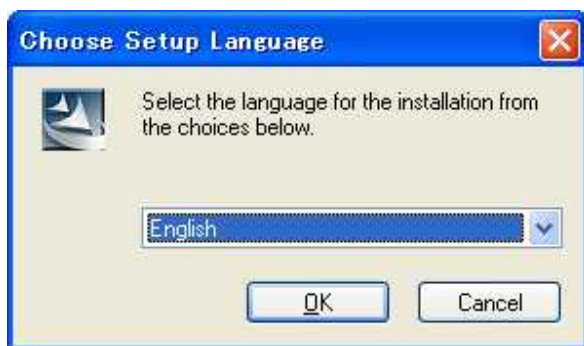 Choose Setup Language
Select the language for the installation from
the choices below.
English
OK
Cancel